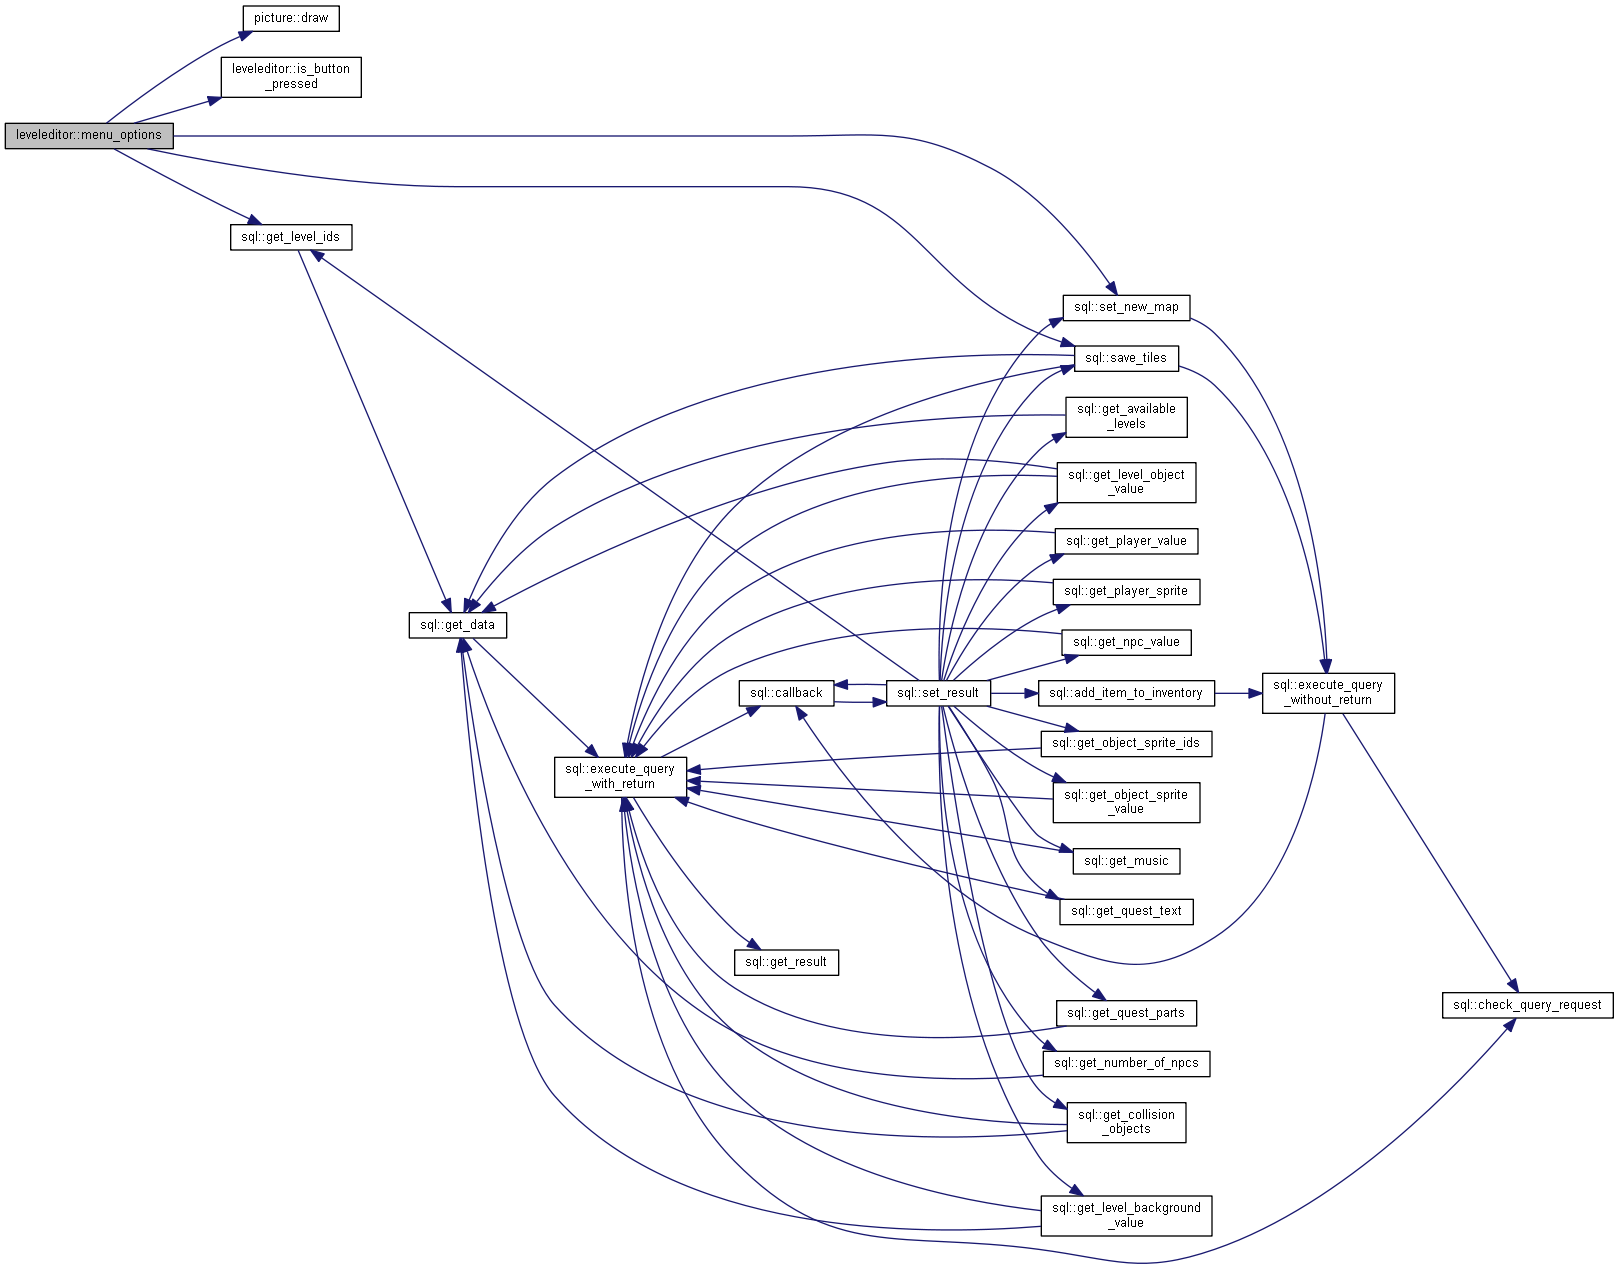 picture::draw
leveleditor::is_button
_pressed
leveleditor::menu_options
sql::get_level_ids
sql::set_new_map
sql::save_tiles
sql::get_available
_levels
sql::get_level_object
_value
sql::get_player_value
sql::get_player_sprite
sql::get_data
sql::get_npc_value
sql::callback
sql::set_result
sql::add_item_to_inventory
sql::execute_query
_without_return
sql::get_object_sprite_ids
sql::execute_query
_with_return
sql::get_object_sprite
_value
sql::get_music
sql::get_quest_text
sql::get_result
sql::get_quest_parts
sql::check_query_request
sql::get_number_of_npcs
sql::get_collision
_objects
sql::get_level_background
_value